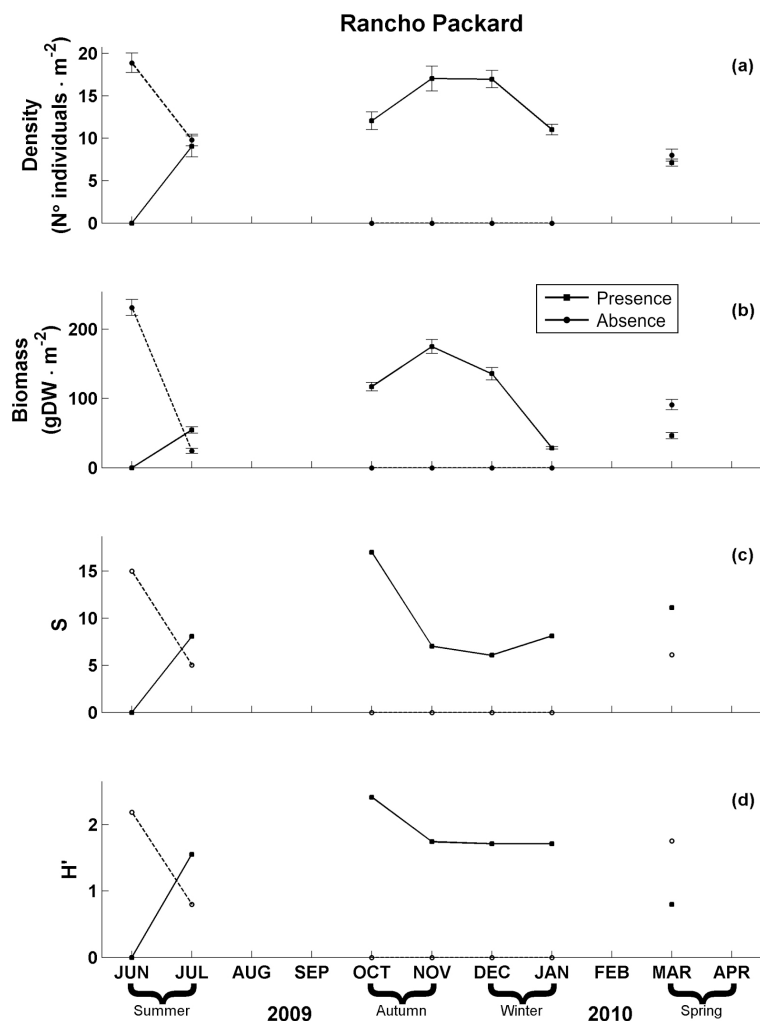 Rancho Packard
(a)
Density
(Nº individuals · m-2)
20
15
10
5
0
(b)
Biomass
(gDW · m-2)
200
100
0
Presence
Absence
(c)
S
15
10
5
0
(d)
H'
2
1
0
JUN JUL AUG SEP OCT NOV DEC JAN FEB MAR APR
Summer Autumn Winter Spring
2009 2010